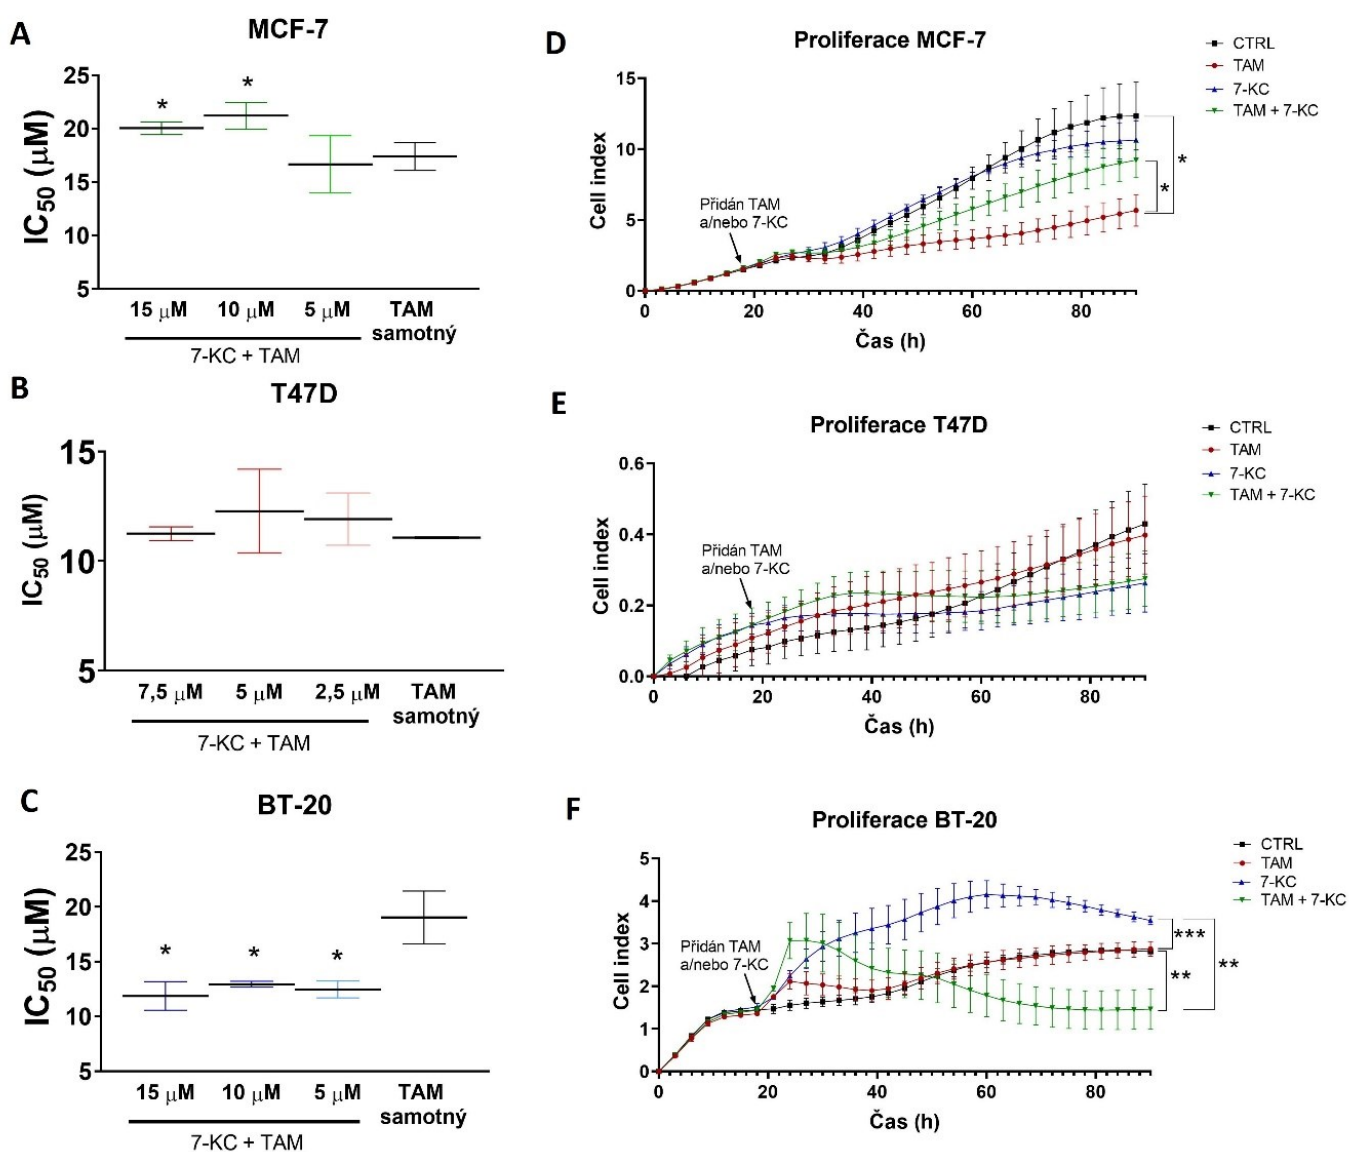 A
MCF-7
IC50 (μM)
25
20
15
10
5
*
*
15 μM
10 μM
5 μM
TAM
samotný
7-KC + TAM
D
Proliferace MCF-7
Cell index
15
10
5
0
0
20
40
60
80
Čas (h)
Přidán TAM
a/nebo 7-KC
*
*
CTRL
TAM
7-KC
TAM + 7-KC
B
T47D
IC50 (μM)
15
10
5
7,5 μM
5 μM
2,5 μM
TAM
samotný
7-KC + TAM
E
Proliferace T47D
Cell index
0.6
0.4
0.2
0.0
0
20
40
60
80
Čas (h)
Přidán TAM
a/nebo 7-KC
CTRL
TAM
7-KC
TAM + 7-KC
C
BT-20
IC50 (μM)
25
20
15
10
5
*
*
*
15 μM
10 μM
5 μM
TAM
samotný
7-KC + TAM
F
Proliferace BT-20
Cell index
5
4
3
2
1
0
0
20
40
60
80
Čas (h)
Přidán TAM
a/nebo 7-KC
***
**
**
CTRL
TAM
7-KC
TAM + 7-KC